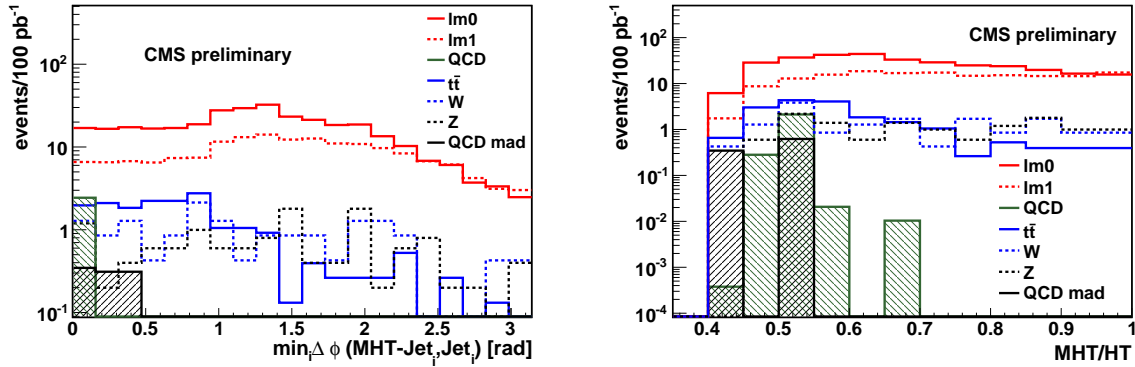 CMS preliminary
lm0
lm1
QCD
tt̄
W
Z
QCD mad
events/100 pb⁻¹
10²
10
1
10⁻¹
0 0.5 1 1.5 2 2.5 3
min_iΔ ϕ (MHT-Jet_i,Jet_i) [rad]
CMS preliminary
lm0
lm1
QCD
tt̄
W
Z
QCD mad
events/100 pb⁻¹
10²
10
1
10⁻¹
10⁻²
10⁻³
10⁻⁴
0.4 0.5 0.6 0.7 0.8 0.9 1
MHT/HT